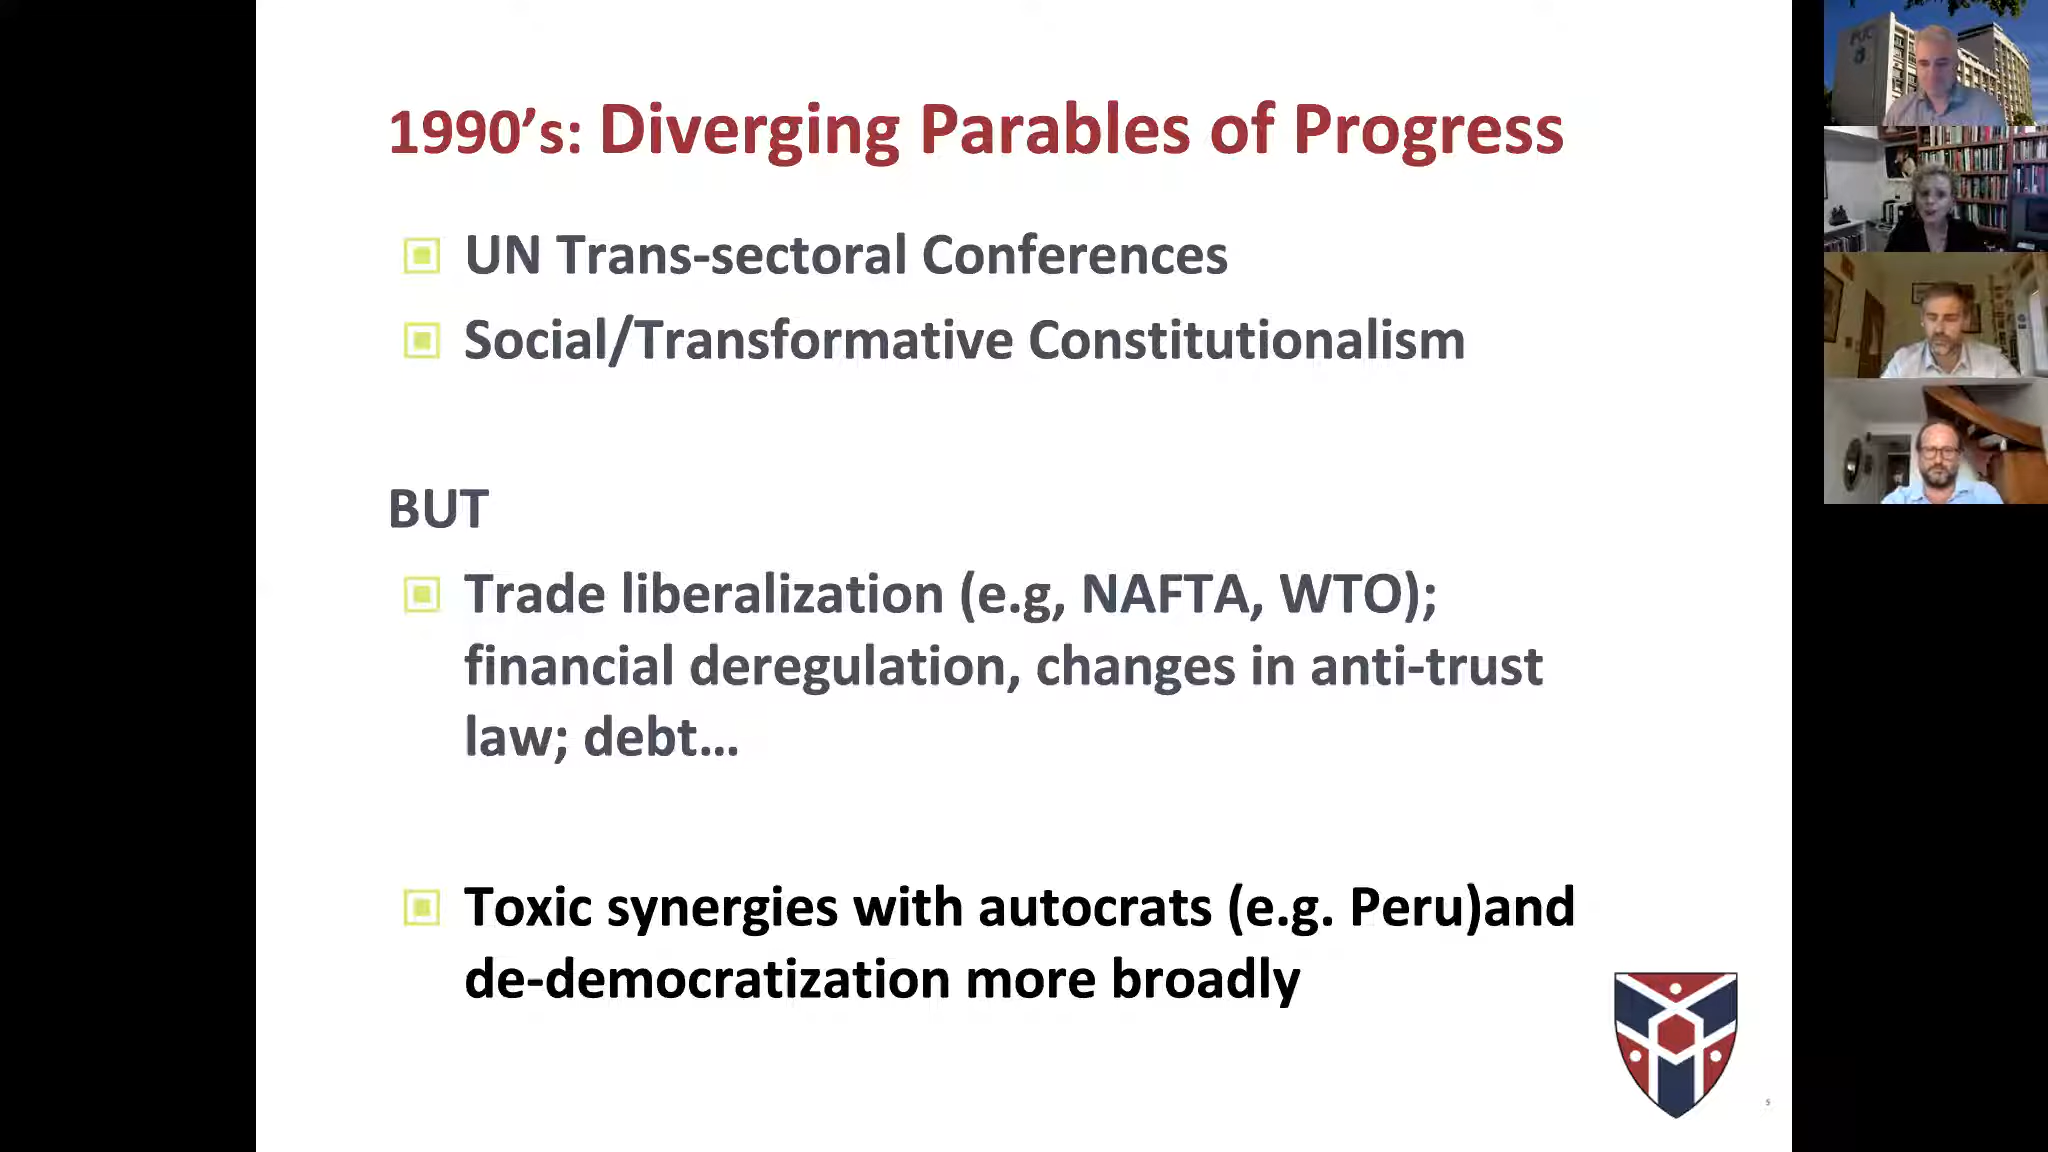 1990’s: Diverging Parables of Progress
UN Trans-sectoral Conferences
Social/Transformative Constitutionalism
BUT
Trade liberalization (e.g, NAFTA, WTO);
financial deregulation, changes in anti-trust
law; debt…
Toxic synergies with autocrats (e.g. Peru)and
de-democratization more broadly
5